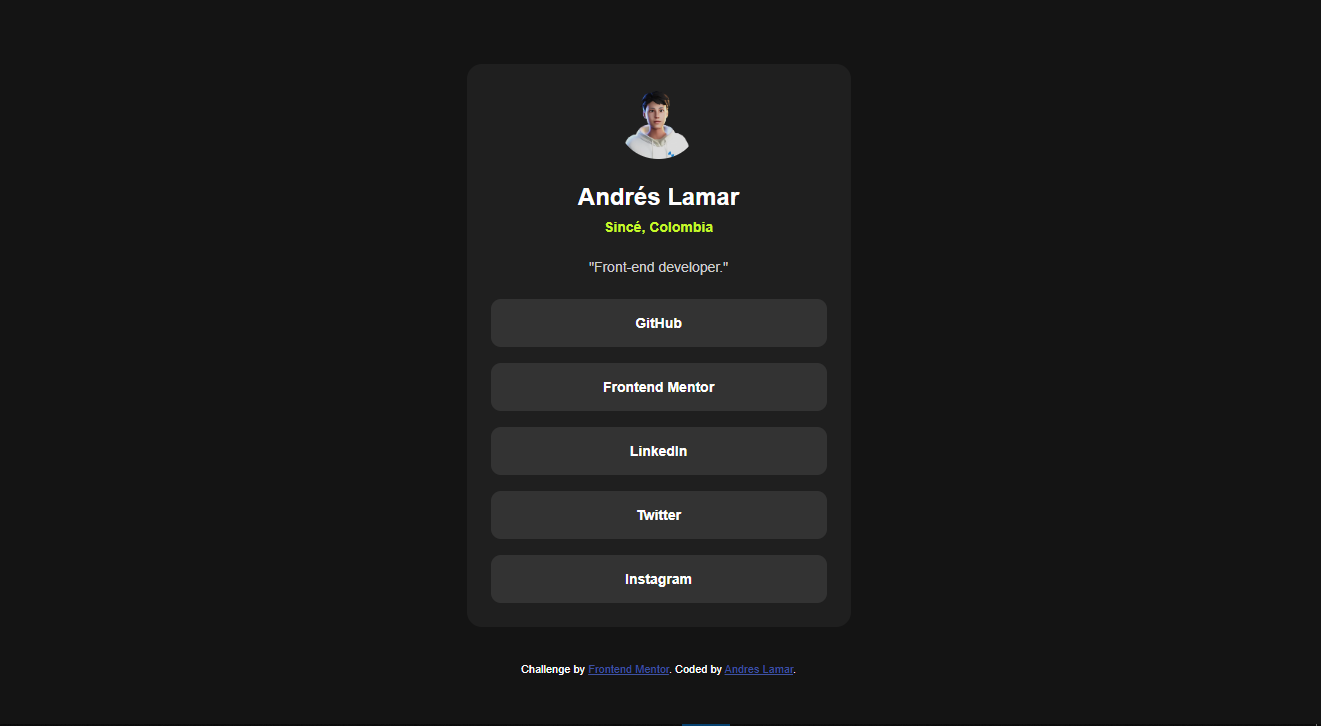 Andrés Lamar
Sincé, Colombia
"Front-end developer."
GitHub
Frontend Mentor
LinkedIn
Twitter
Instagram
Challenge by Frontend Mentor. Coded by Andres Lamar.